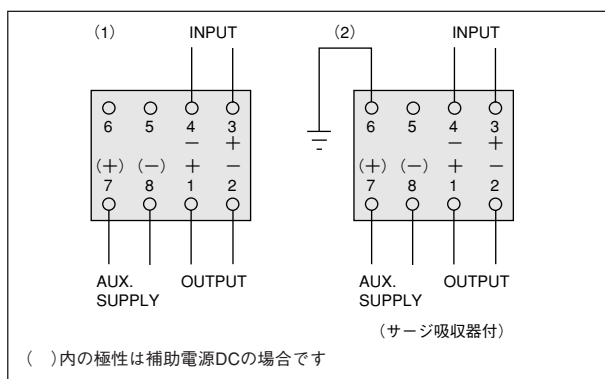 (1) INPUT
6 5 4 3
− +
(+) (−) + −
7 8 1 2
AUX.
SUPPLY
OUTPUT
(2) INPUT
6 5 4 3
− +
(+) (−) + −
7 8 1 2
AUX.
SUPPLY
OUTPUT
(サージ吸収器付)
( )内の極性は補助電源DCの場合です